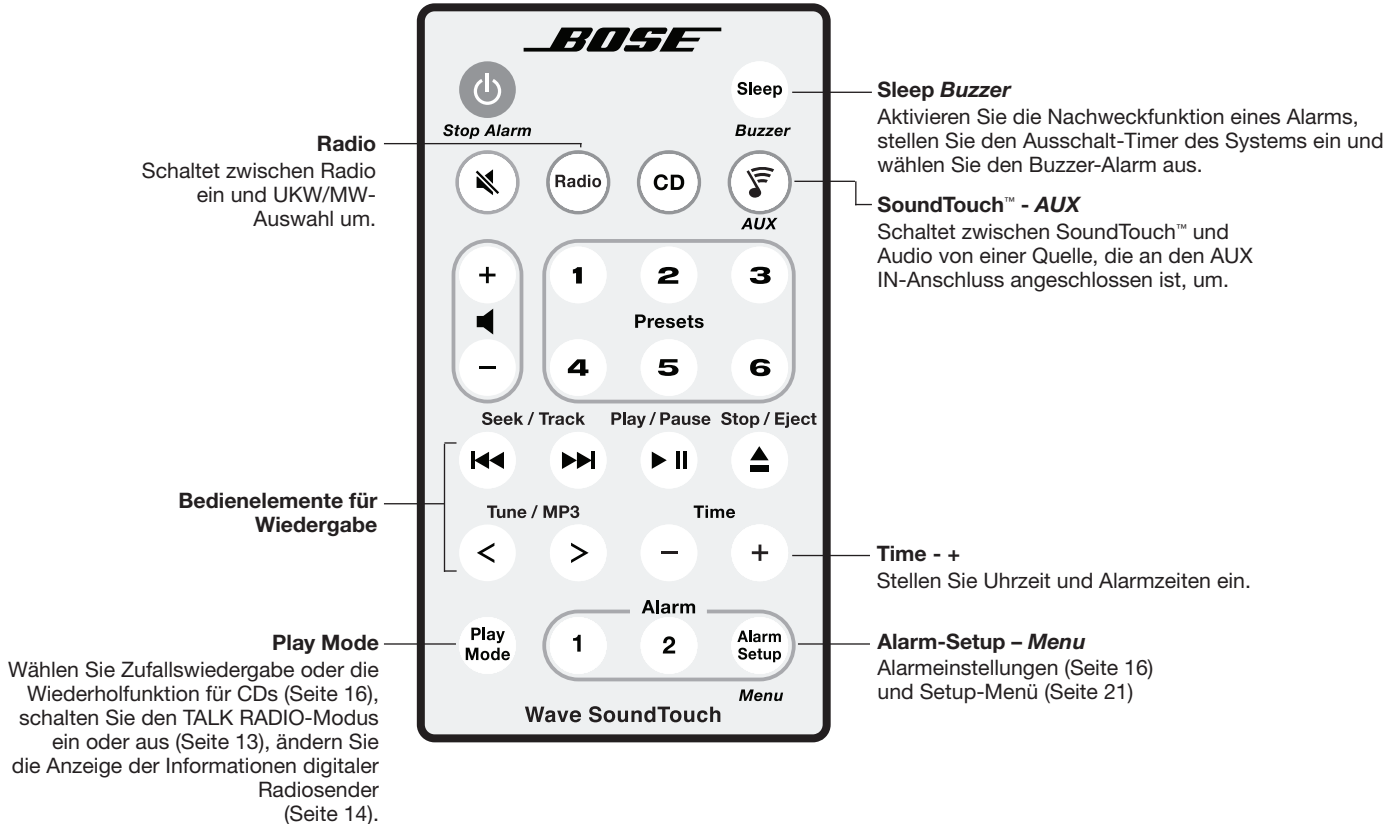 BOSE
Sleep
Stop Alarm
Buzzer
Radio
CD
AUX
+
1
2
3
Presets
−
4
5
6
Seek / Track
Play / Pause
Stop / Eject
Tune / MP3
Time
<
>
−
+
Alarm
Play
Mode
1
2
Alarm
Setup
Menu
Wave SoundTouch
Radio
Schaltet zwischen Radio
ein und UKW/MW-
Auswahl um.
Bedienelemente für
Wiedergabe
Play Mode
Wählen Sie Zufallswiedergabe oder die
Wiederholfunktion für CDs (Seite 16),
schalten Sie den TALK RADIO-Modus
ein oder aus (Seite 13), ändern Sie
die Anzeige der Informationen digitaler
Radiosender
(Seite 14).
Sleep Buzzer
Aktivieren Sie die Nachweckfunktion eines Alarms,
stellen Sie den Ausschalt-Timer des Systems ein und
wählen Sie den Buzzer-Alarm aus.
SoundTouch™ - AUX
Schaltet zwischen SoundTouch™ und
Audio von einer Quelle, die an den AUX
IN-Anschluss angeschlossen ist, um.
Time - +
Stellen Sie Uhrzeit und Alarmzeiten ein.
Alarm-Setup – Menu
Alarmeinstellungen (Seite 16)
und Setup-Menü (Seite 21)